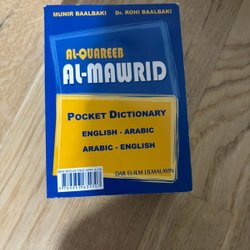 MUNIR BAALBAKI Dr. ROHI BAALBAKI
AL-QUAREEB
AL-MAWRID
POCKET DICTIONARY
ENGLISH - ARABIC
ARABIC - ENGLISH
DAR EL-ILM LILMALAYIN